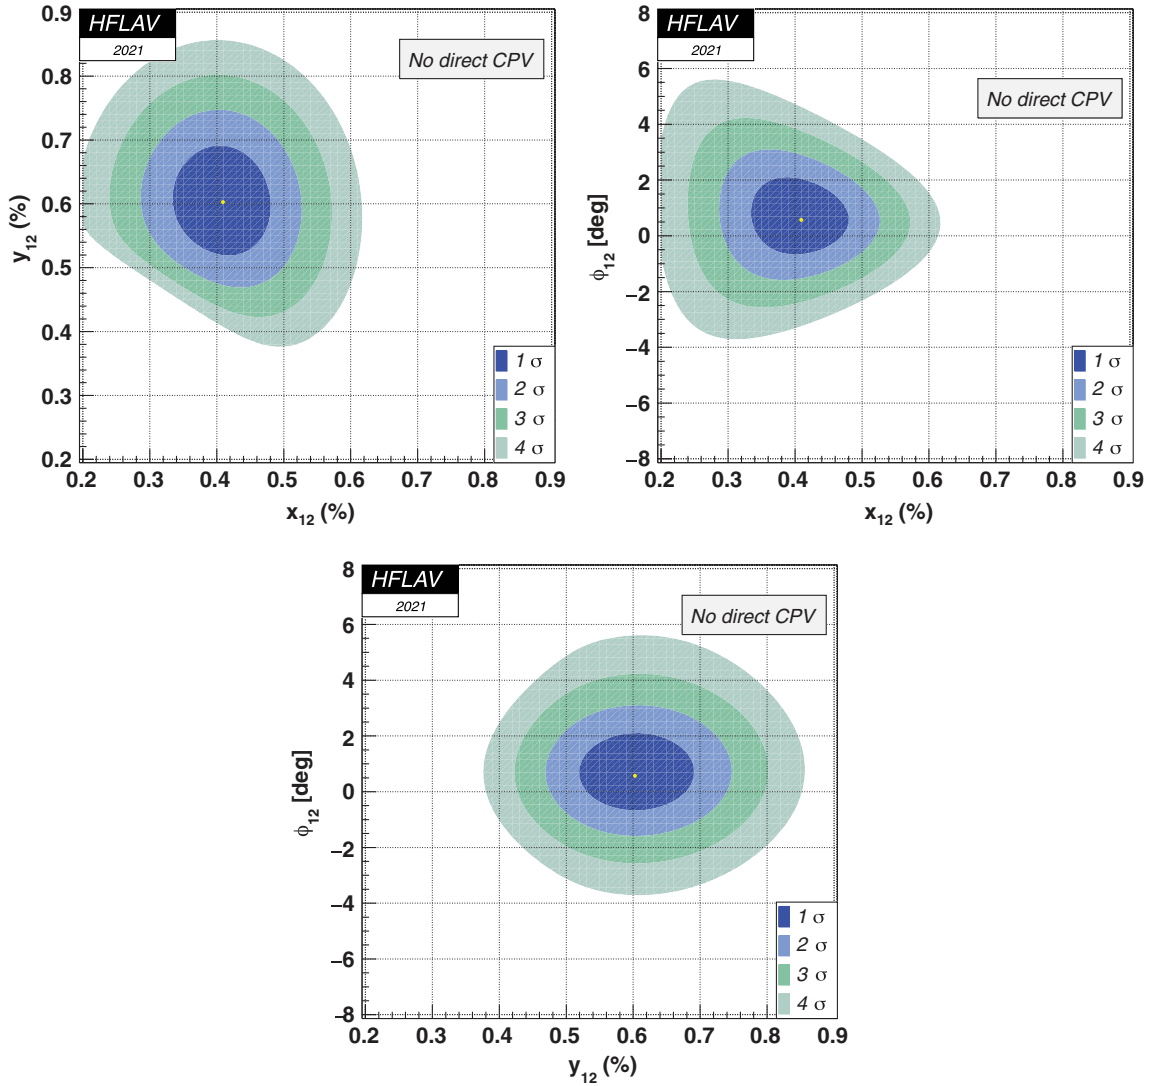 HFLAV
2021
No direct CPV
0.9
0.8
0.7
0.6
0.5
0.4
0.3
0.2
y12 (%)
1 σ
2 σ
3 σ
4 σ
0.2 0.3 0.4 0.5 0.6 0.7 0.8 0.9
x12 (%)
HFLAV
2021
No direct CPV
8
6
4
2
0
−2
−4
−6
−8
ϕ12 [deg]
1 σ
2 σ
3 σ
4 σ
0.2 0.3 0.4 0.5 0.6 0.7 0.8 0.9
x12 (%)
HFLAV
2021
No direct CPV
8
6
4
2
0
−2
−4
−6
−8
ϕ12 [deg]
1 σ
2 σ
3 σ
4 σ
0.2 0.3 0.4 0.5 0.6 0.7 0.8 0.9
y12 (%)